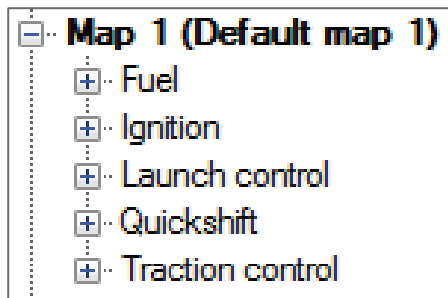 Map 1 (Default map 1)
Fuel
Ignition
Launch control
Quickshift
Traction control